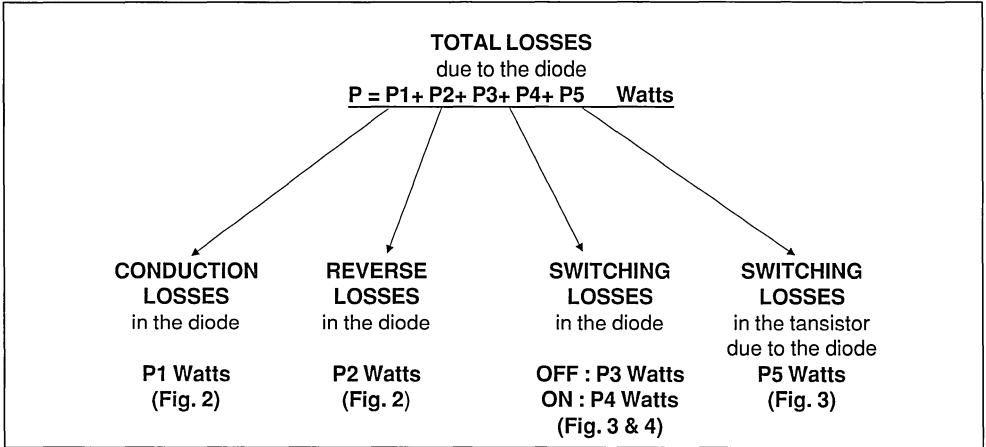 TOTAL LOSSES
due to the diode
P = P1+ P2+ P3+ P4+ P5 Watts
CONDUCTION
LOSSES
in the diode
P1 Watts
(Fig. 2)
REVERSE
LOSSES
in the diode
P2 Watts
(Fig. 2)
SWITCHING
LOSSES
in the diode
OFF : P3 Watts
ON : P4 Watts
(Fig. 3 & 4)
SWITCHING
LOSSES
in the tansistor
due to the diode
P5 Watts
(Fig. 3)